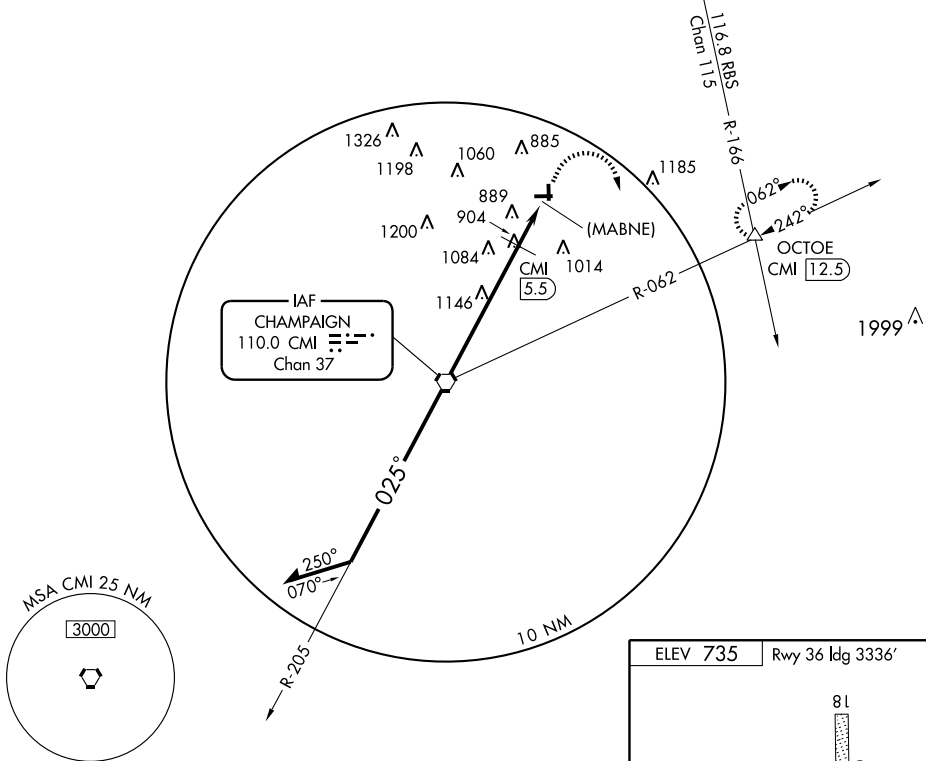 116.8 RBS
Chan 115
R-166
1326
1198
1060
885
1185
889
904
1200
1084
(MABNE)
1014
CMI
5.5
1146
062°
242°
OCTOE
CMI 12.5
R-062
1999
IAF
CHAMPAIGN
110.0 CMI
Chan 37
025°
250°
070°
R-205
10 NM
MSA CMI 25 NM
3000
ELEV 735
Rwy 36 ldg 3336'
18